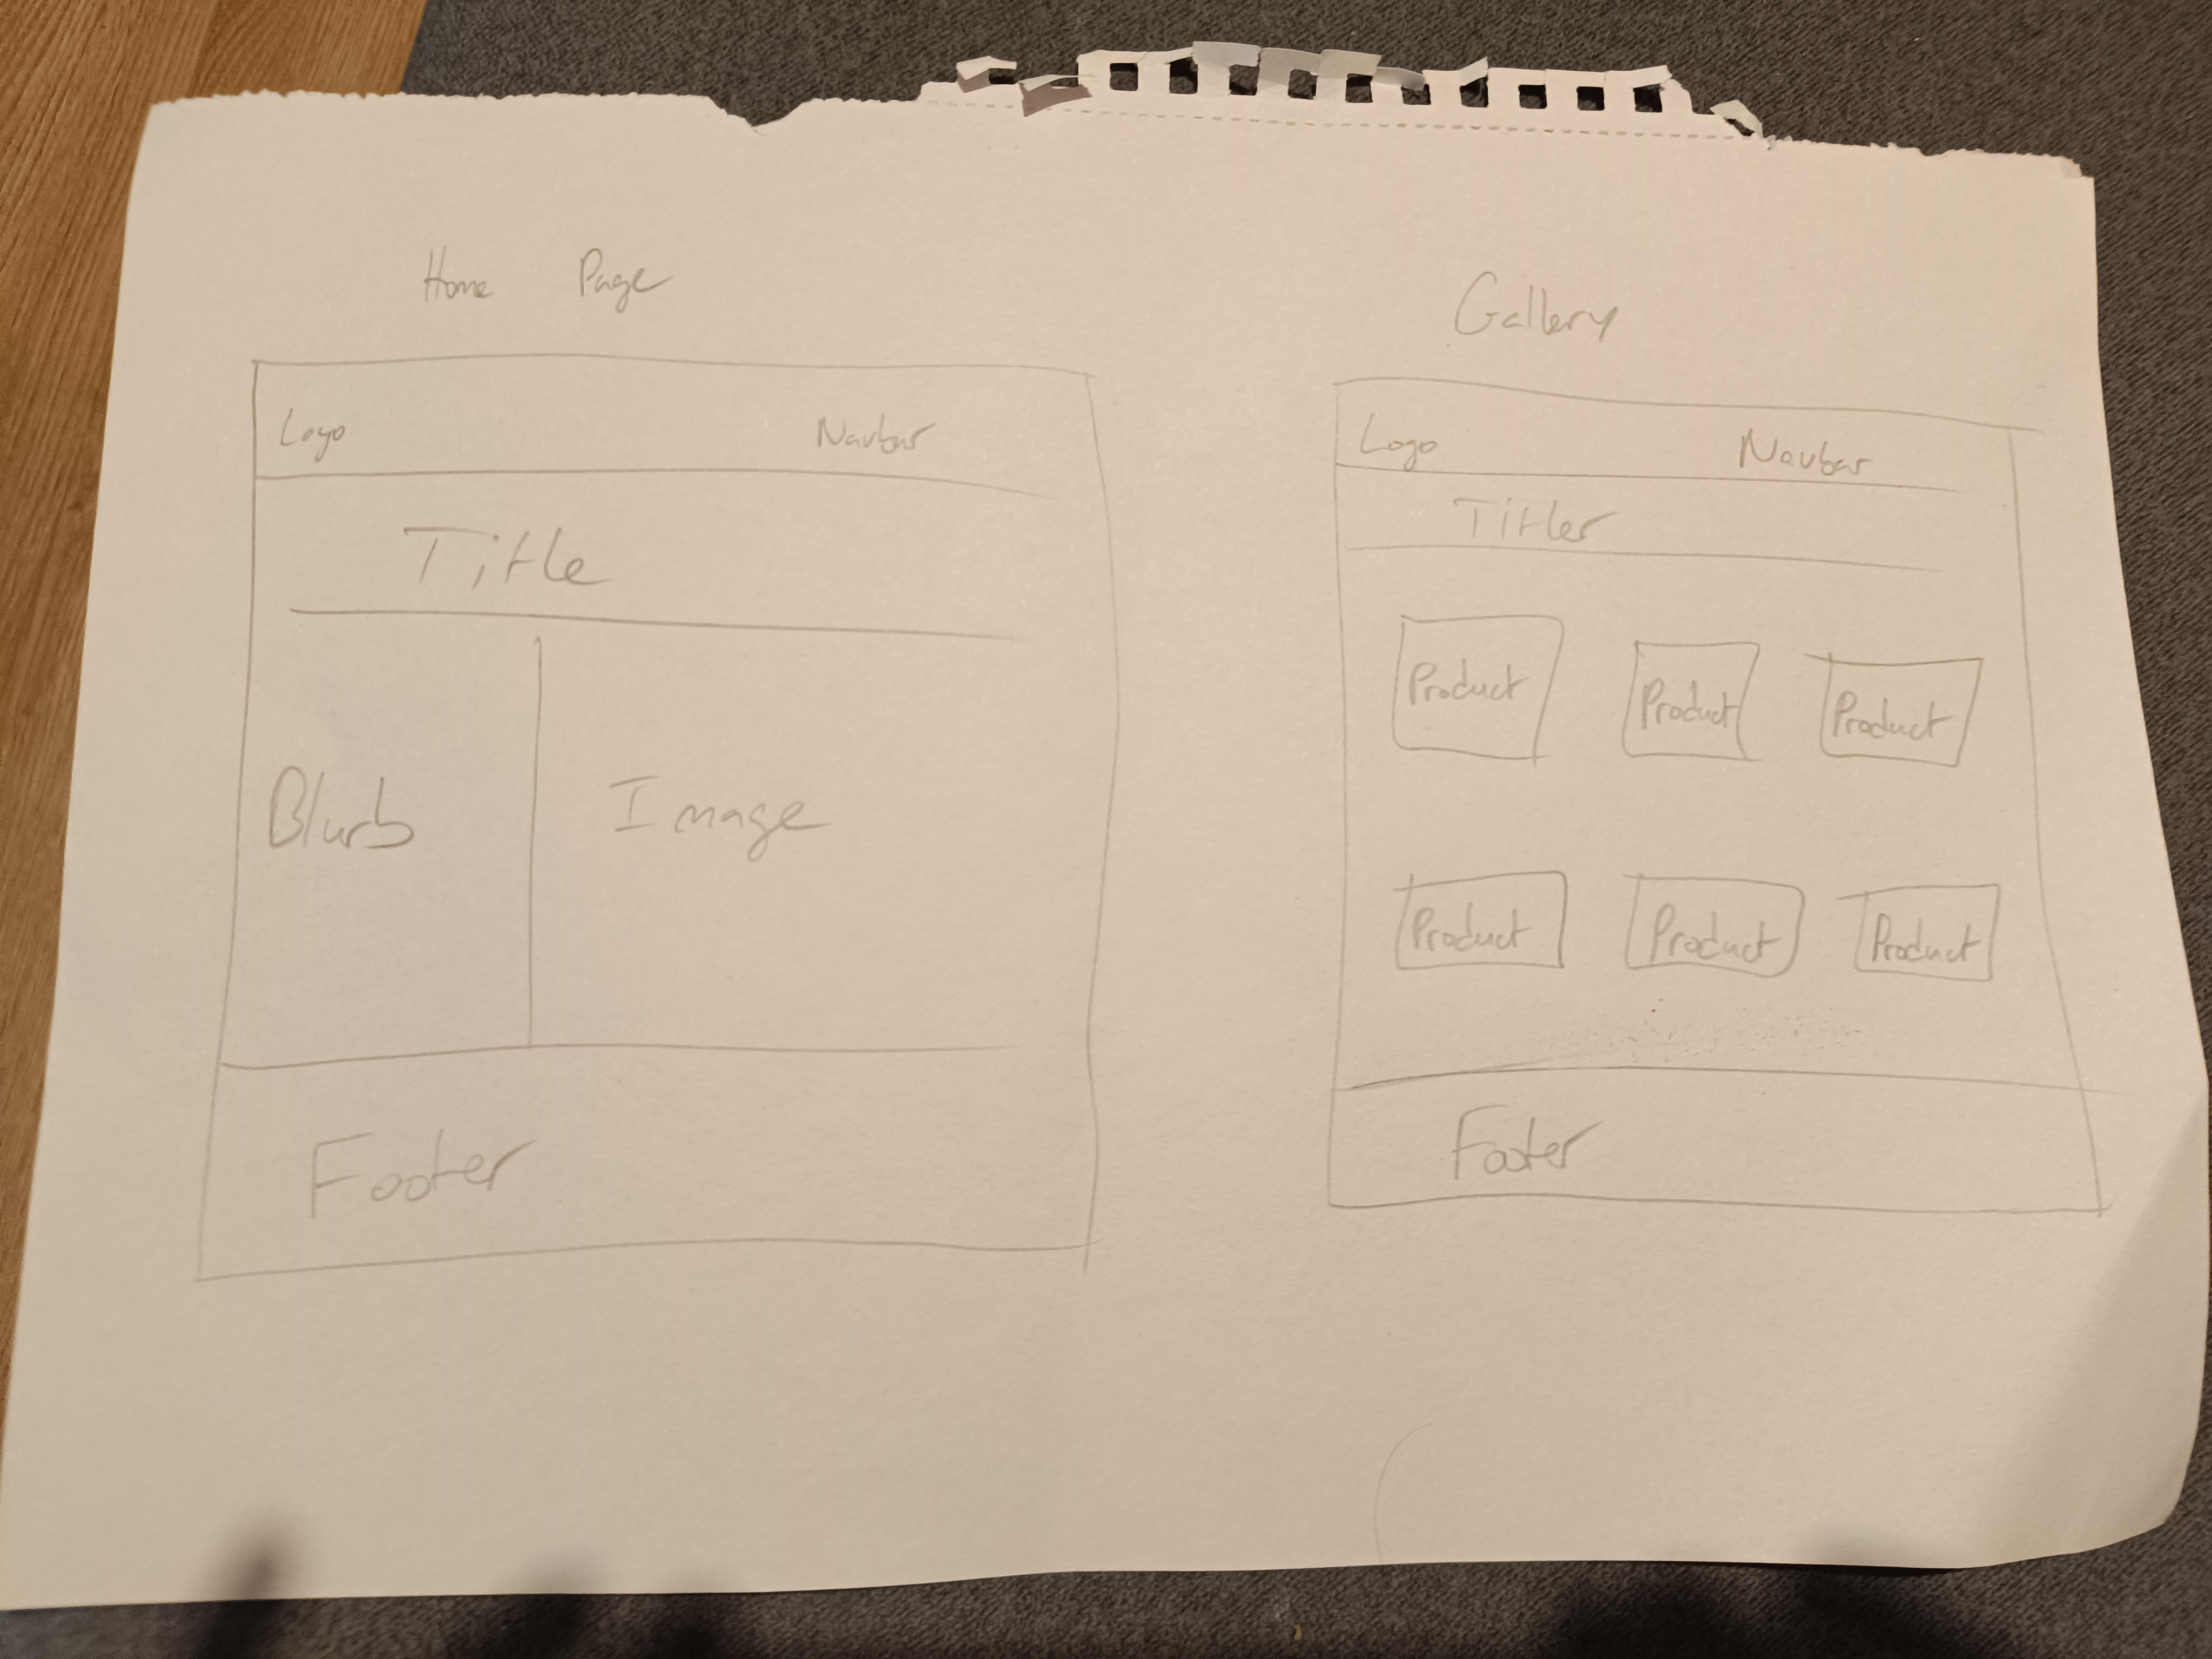 Home Page
Logo Navbar
Title
Blurb Image
Footer
Gallery
Logo Navbar
Titler
Product Product Product
Product Product Product
Footer